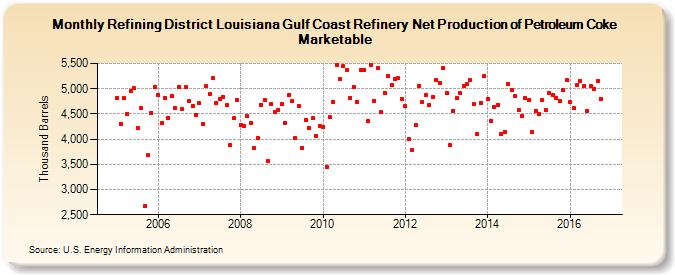 Monthly Refining District Louisiana Gulf Coast Refinery Net Production of Petroleum Coke
Marketable
Thousand Barrels
5,500
5,000
4,500
4,000
3,500
3,000
2,500
2006 2008 2010 2012 2014 2016
Source: U.S. Energy Information Administration